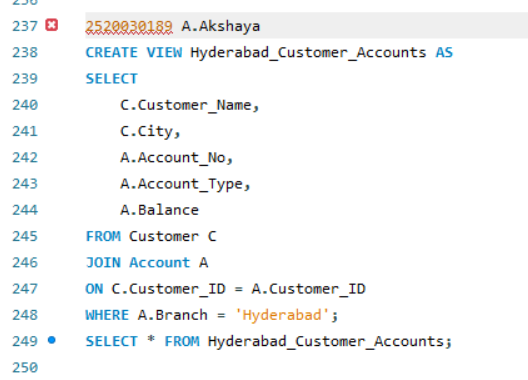 237 2520030189 A.Akshaya
238 CREATE VIEW Hyderabad_Customer_Accounts AS
239 SELECT
240 C.Customer_Name,
241 C.City,
242 A.Account_No,
243 A.Account_Type,
244 A.Balance
245 FROM Customer C
246 JOIN Account A
247 ON C.Customer_ID = A.Customer_ID
248 WHERE A.Branch = 'Hyderabad';
249 SELECT * FROM Hyderabad_Customer_Accounts;
250